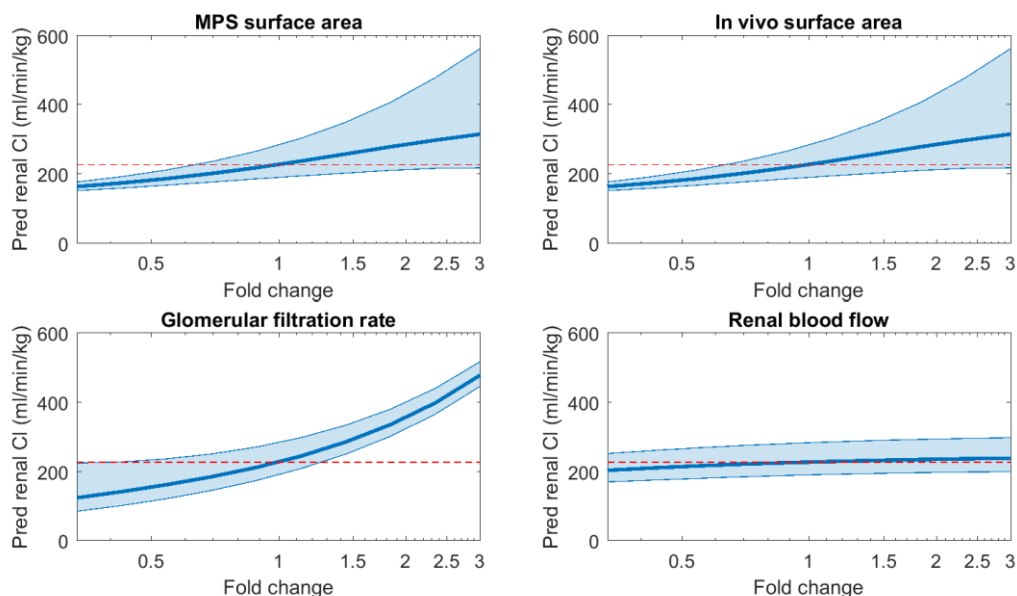 MPS surface area
600
400
200
0
Pred renal Cl (ml/min/kg)
0.5 1 1.5 2 2.5 3
Fold change
In vivo surface area
600
400
200
0
Pred renal Cl (ml/min/kg)
0.5 1 1.5 2 2.5 3
Fold change
Glomerular filtration rate
600
400
200
0
Pred renal Cl (ml/min/kg)
0.5 1 1.5 2 2.5 3
Fold change
Renal blood flow
600
400
200
0
Pred renal Cl (ml/min/kg)
0.5 1 1.5 2 2.5 3
Fold change